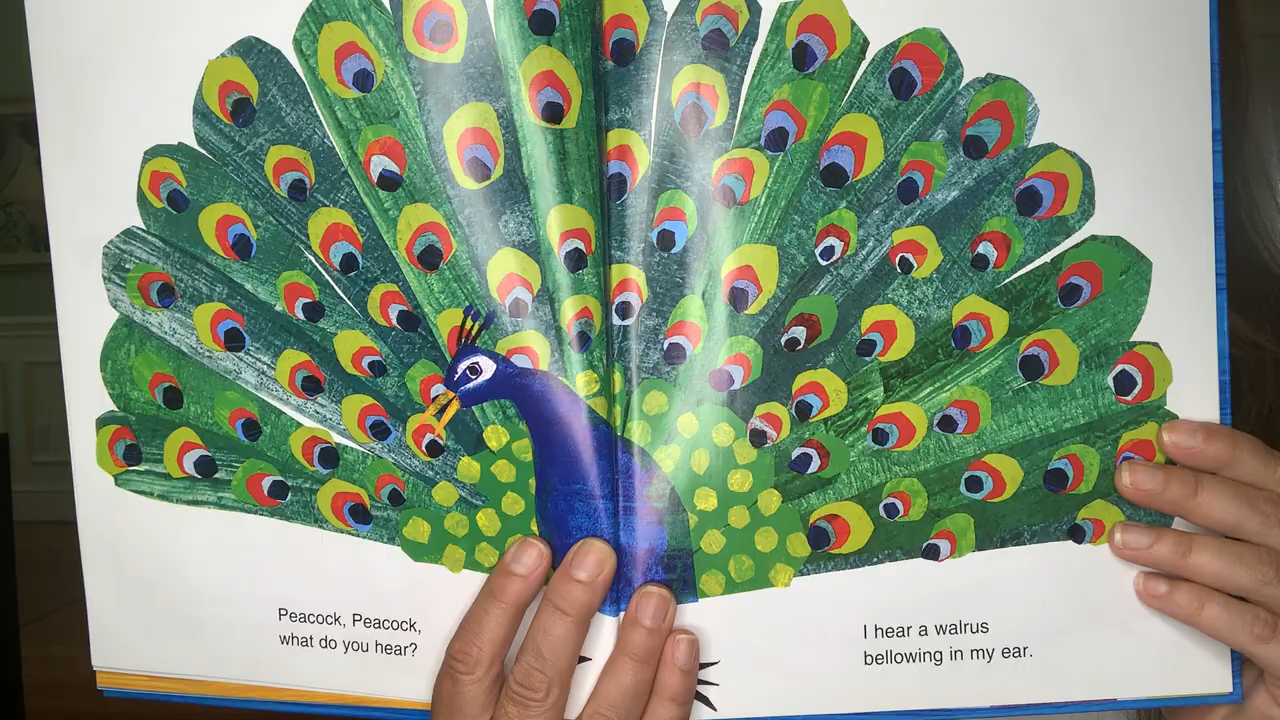 Peacock, Peacock,
what do you hear?
I hear a walrus
bellowing in my ear.